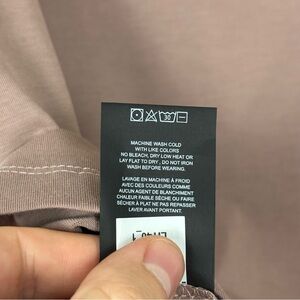 30
MACHINE WASH COLD
WITH LIKE COLORS
NO BLEACH, DRY LOW HEAT OR
LAY FLAT TO DRY , DO NOT IRON
WASH BEFORE WEARING.
LAVAGE EN MACHINE À FROID
AVEC DES COULEURS COMME
AUCUN AGENT DE BLANCHIMENT
CHALEUR FAIBLE SÈCHE OU FAIRE
SÉCHER À PLAT NE PAS REPASSER
LAVER AVANT PORTANT.